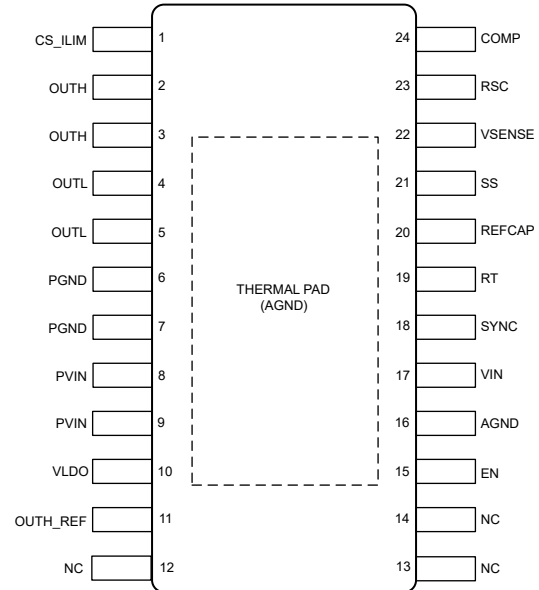 CS_ILIM 1 24 COMP
OUTH 2 23 RSC
OUTH 3 22 VSENSE
OUTL 4 21 SS
OUTL 5 20 REFCAP
PGND 6 19 RT
THERMAL PAD
(AGND)
PGND 7 18 SYNC
PVIN 8 17 VIN
PVIN 9 16 AGND
VLDO 10 15 EN
OUTH_REF 11 14 NC
NC 12 13 NC